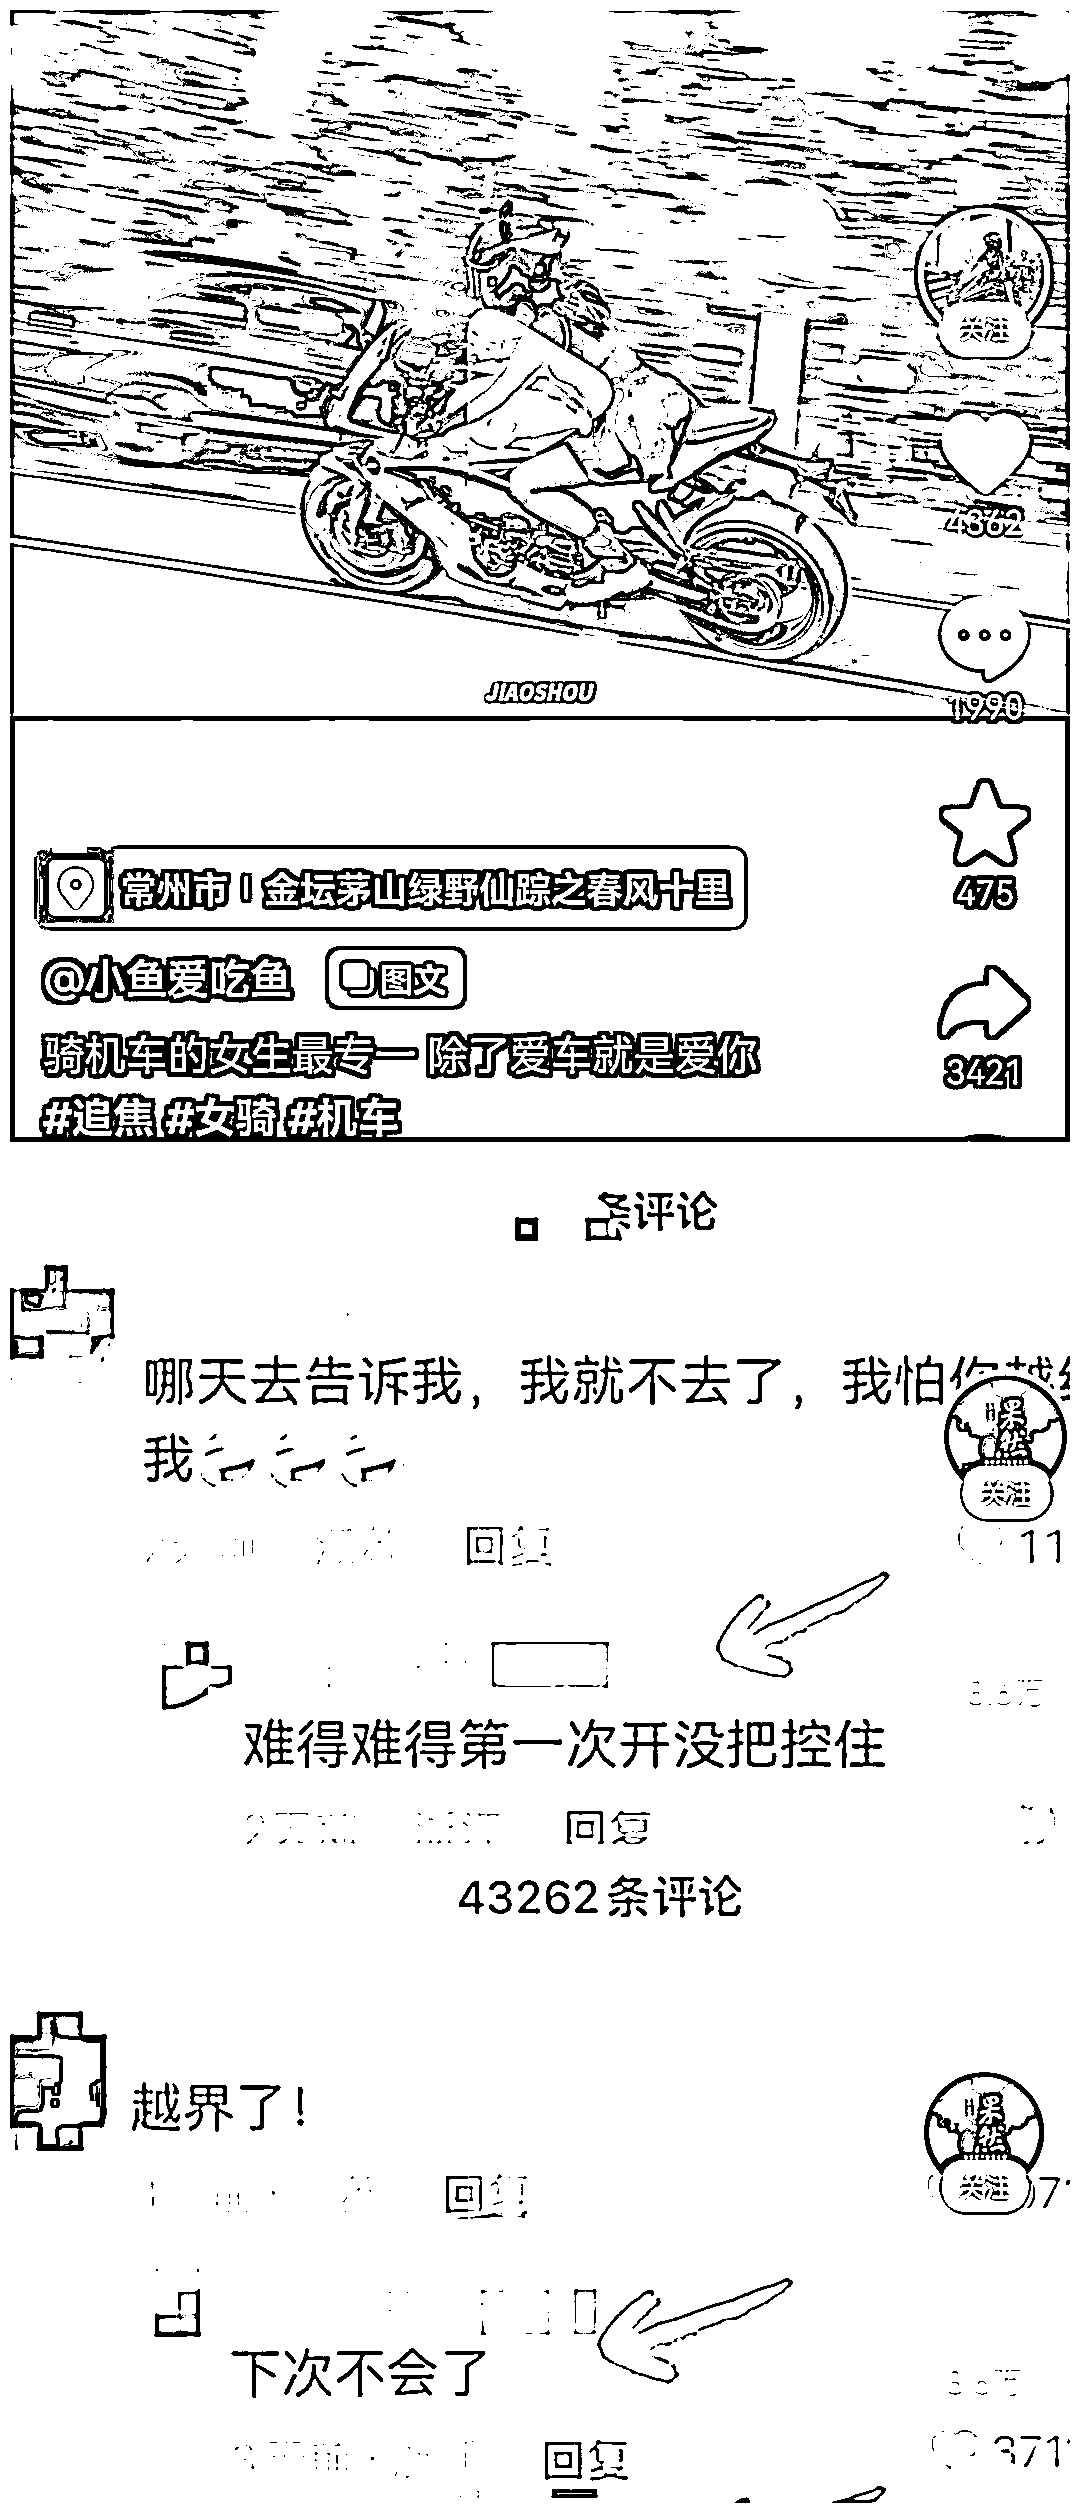 关注
4362
JIAOSHOU
1990
475
常州市 | 金坛茅山绿野仙踪之春风十里
@小鱼爱吃鱼 图文
3421
骑机车的女生最专一 除了爱车就是爱你
#追焦 #女骑 #机车
条评论
哪天去告诉我，我就不去了，我怕你越
我
关注
回复 11
难得难得第一次开没把控住
回复
43262条评论
越界了！
关注
回复
下次不会了
回复 371